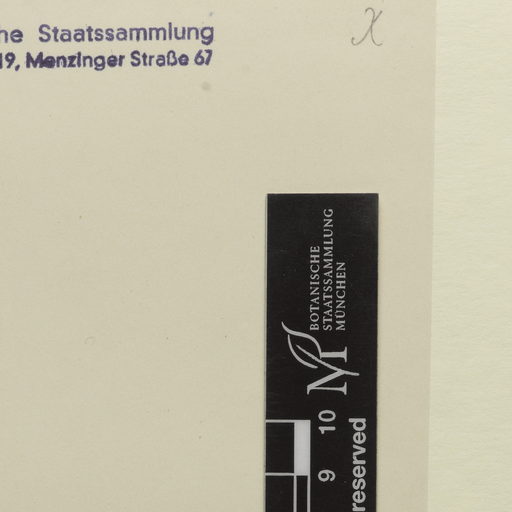 he Staatssammlung
19, Menzinger Straße 67
X
BOTANISCHE
STAATSSAMMLUNG
MÜNCHEN
M
9 10
reserved